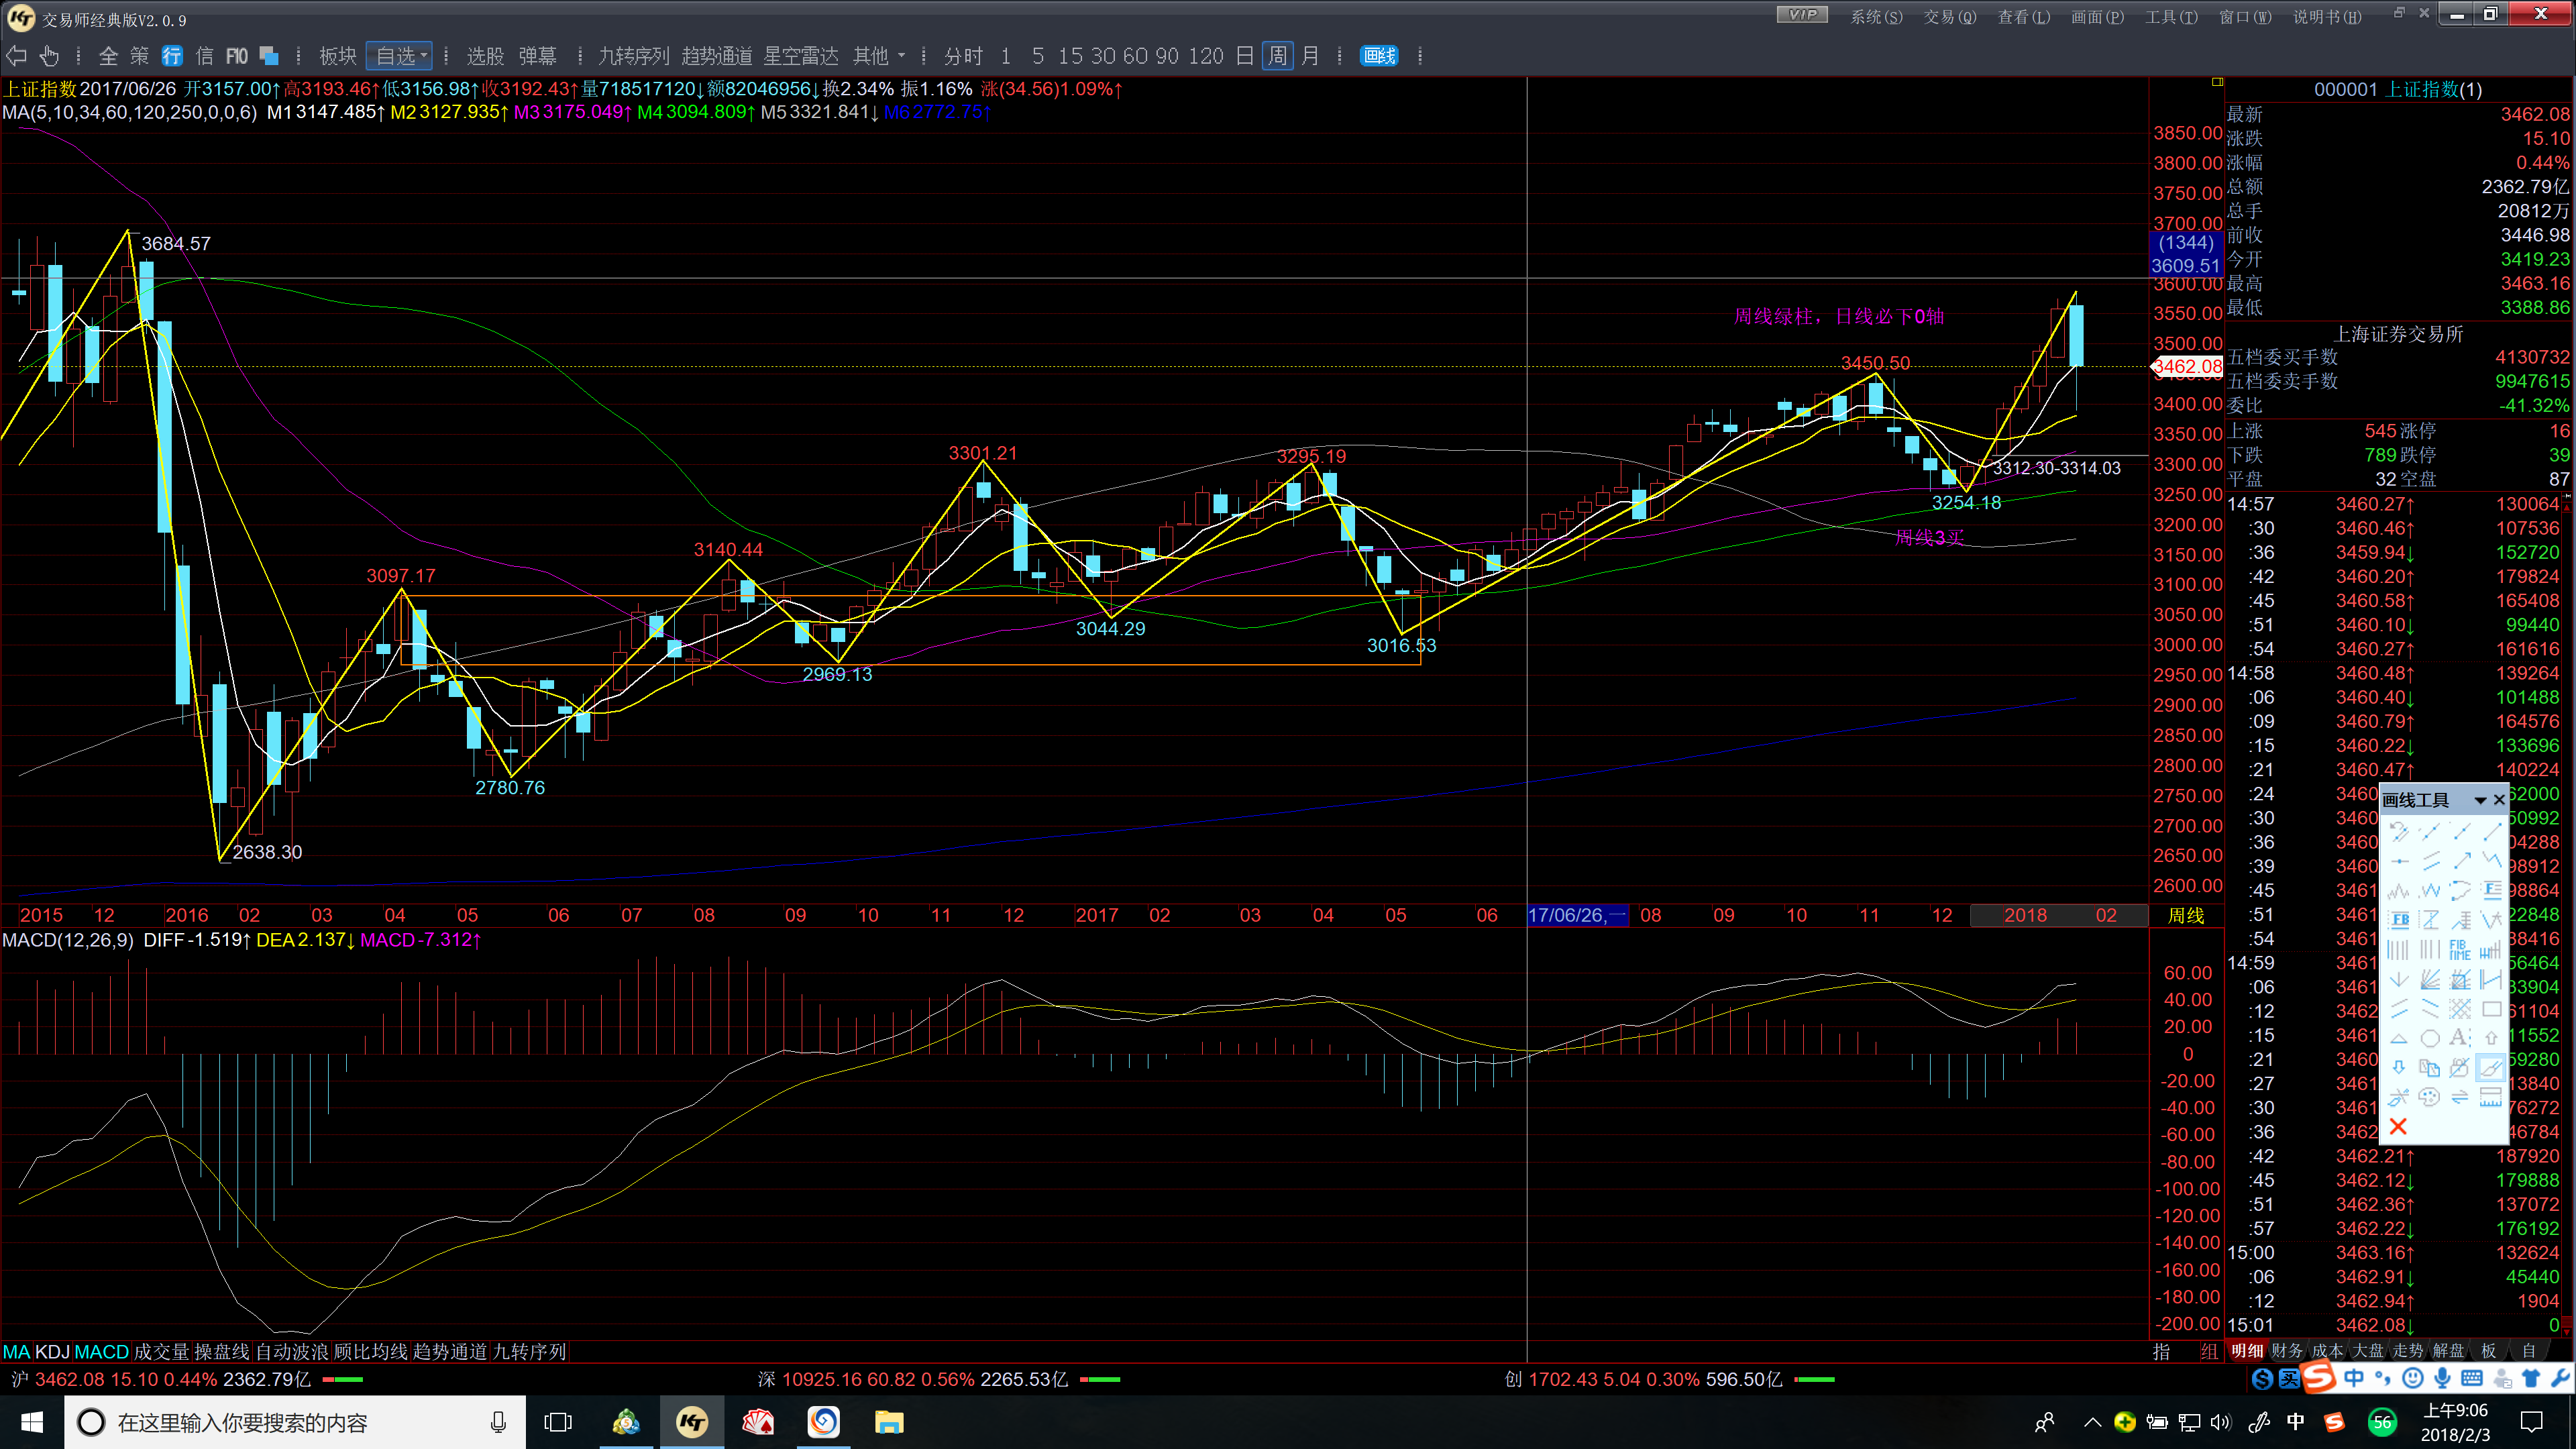 交易师经典版V2.0.9
VIP 系统(S) 交易(Q) 查看(L) 画面(P) 工具(T) 窗口(W) 说明书(H)
全 策 行 信 F10 板块 自选 选股 弹幕 九转序列 趋势通道 星空雷达 其他 分时 1 5 15 30 60 90 120 日 周 月 画线
上证指数 2017/06/26 开3157.00↑高3193.46↑低3156.98↑收3192.43↑量718517120↓额82046956↓换2.34% 振1.16% 涨(34.56)1.09%↑
MA(5,10,34,60,120,250,0,0,6) M1 3147.485↑ M2 3127.935↑ M3 3175.049↑ M4 3094.809↑ M5 3321.841↓ M6 2772.75↑
3684.57
周线绿柱，日线必下0轴
3450.50
3301.21
3295.19
3312.30-3314.03
3254.18
周线3买
3140.44
3097.17
3044.29
3016.53
2969.13
2780.76
2638.30
3850.00
3800.00
3750.00
3700.00
(1344)
3609.51
3600.00
3550.00
3500.00
3462.08
3400.00
3350.00
3300.00
3250.00
3200.00
3150.00
3100.00
3050.00
3000.00
2950.00
2900.00
2850.00
2800.00
2750.00
2700.00
2650.00
2600.00
2015 12 2016 02 03 04 05 06 07 08 09 10 11 12 2017 02 03 04 05 06 17/06/26,一 08 09 10 11 12 2018 02 周线
MACD(12,26,9) DIFF-1.519↑ DEA2.137↓ MACD-7.312↑
60.00
40.00
20.00
0
-20.00
-40.00
-60.00
-80.00
-100.00
-120.00
-140.00
-160.00
-180.00
-200.00
MA KDJ MACD 成交量 操盘线 自动波浪 顾比均线 趋势通道 九转序列 指 组
000001 上证指数(1)
最新 3462.08
涨跌 15.10
涨幅 0.44%
总额 2362.79亿
总手 20812万
前收 3446.98
今开 3419.23
最高 3463.16
最低 3388.86
上海证券交易所
五档委买手数 4130732
五档委卖手数 9947615
委比 -41.32%
上涨 545 涨停 16
下跌 789 跌停 39
平盘 32 空盘 87
14:57 3460.27↑ 130064
:30 3460.46↑ 107536
:36 3459.94↓ 152720
:42 3460.20↑ 179824
:45 3460.58↑ 165408
:51 3460.10↓ 99440
:54 3460.27↑ 161616
14:58 3460.48↑ 139264
:06 3460.40↓ 101488
:09 3460.79↑ 164576
:15 3460.22↓ 133696
:21 3460.47↑ 140224
画线工具
:24 3460 62000
:30 3460 50992
:36 3460 04288
:39 3460 98912
:45 3461 98864
:51 3461 22848
:54 3461 38416
14:59 3461 56464
:06 3461 33904
:12 3462 61104
:15 3461 11552
:21 3460 59280
:27 3461 13840
:30 3461 76272
:36 3462 46784
:42 3462.21↑ 187920
:45 3462.12↓ 179888
:51 3462.36↑ 137072
:57 3462.22↓ 176192
15:00 3463.16↑ 132624
:06 3462.91↓ 45440
:12 3462.94↑ 1904
15:01 3462.08↓ 0
明细 财务 成本 大盘 走势 解盘 板 自
沪 3462.08 15.10 0.44% 2362.79亿 深 10925.16 60.82 0.56% 2265.53亿 创 1702.43 5.04 0.30% 596.50亿
中
在这里输入你要搜索的内容
中
56
上午9:06
2018/2/3